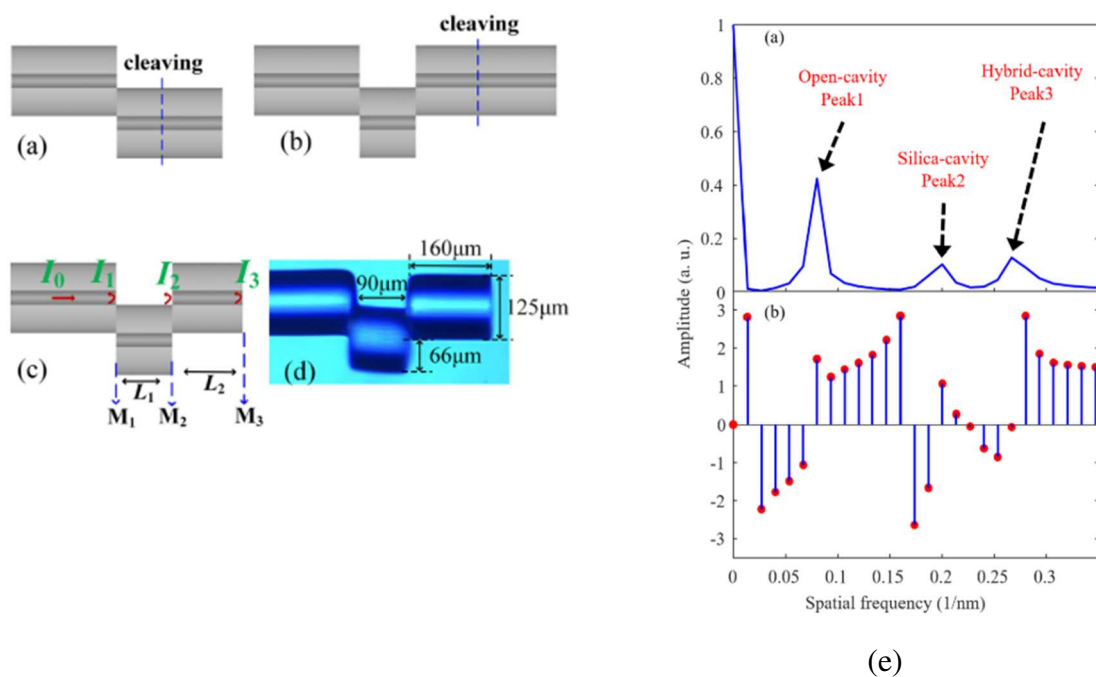 cleaving
(a)
cleaving
(b)
I0 I1 I2 I3
(c)
L1
L2
M1 M2 M3
160μm
90μm
125μm
66μm
(d)
(a)
Open-cavity
Peak1
Hybrid-cavity
Peak3
Silica-cavity
Peak2
1
0.8
0.6
0.4
0.2
0
Amplitude (a. u.)
(b)
3
2
1
0
-1
-2
-3
0 0.05 0.1 0.15 0.2 0.25 0.3
Spatial frequency (1/nm)
(e)